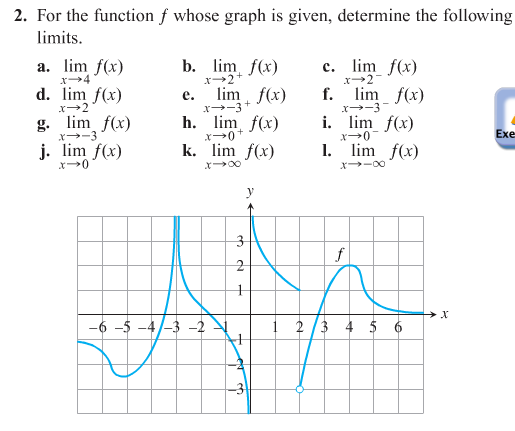 2. For the function f whose graph is given, determine the following
limits.
a. lim x→4 f(x) b. lim x→2⁺ f(x) c. lim x→2⁻ f(x)
d. lim x→2 f(x) e. lim x→−3⁺ f(x) f. lim x→−3⁻ f(x)
g. lim x→−3 f(x) h. lim x→0⁺ f(x) i. lim x→0⁻ f(x)
j. lim x→0 f(x) k. lim x→∞ f(x) l. lim x→−∞ f(x)
Exe
y
3
f
2
1
x
−6 −5 −4 −3 −2 −1 1 2 3 4 5 6
−1
−2
−3